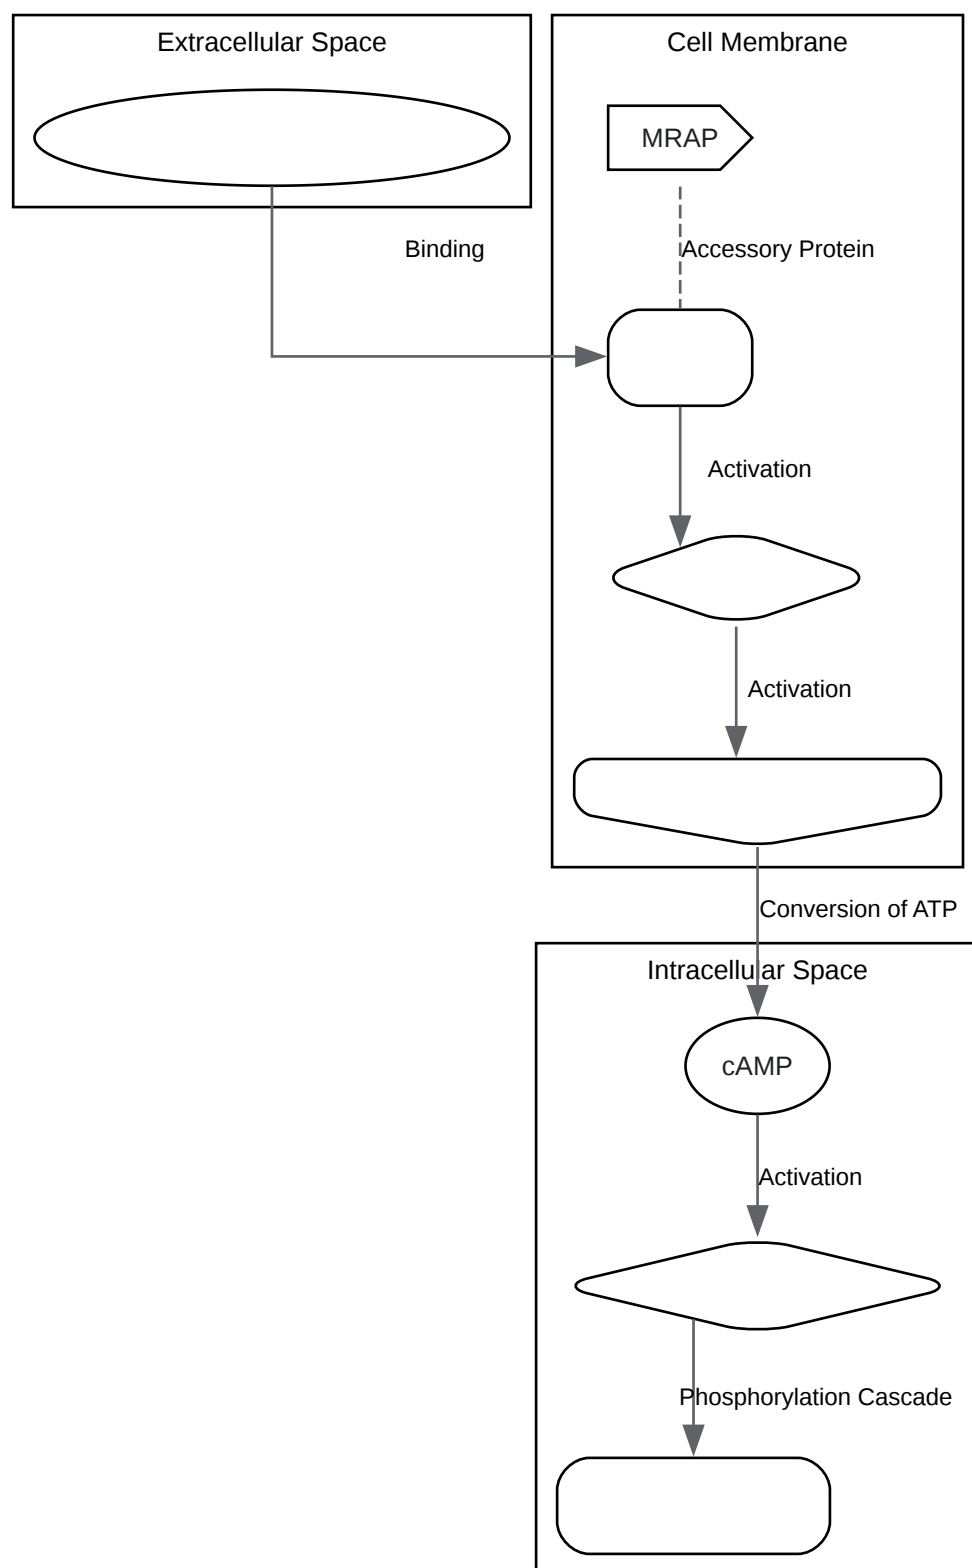 Extracellular Space
Cell Membrane
MRAP
Binding
Accessory Protein
Activation
Activation
Conversion of ATP
Intracellular Space
cAMP
Activation
Phosphorylation Cascade